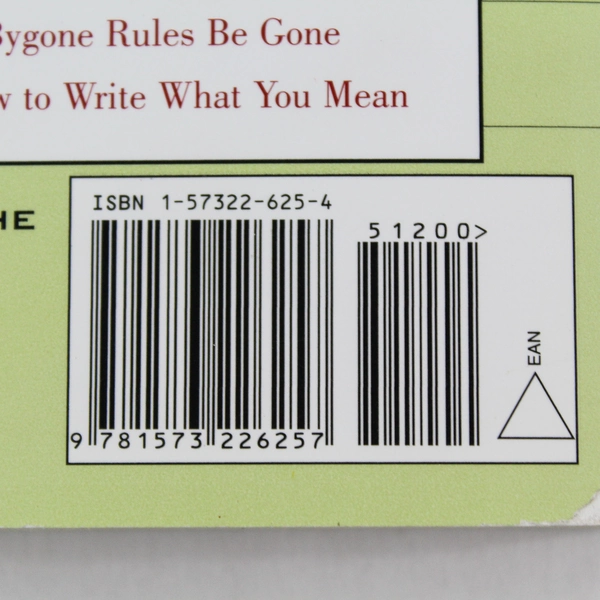 Bygone Rules Be Gone
w to Write What You Mean
HE
ISBN 1-57322-625-4
51200>
EAN
9 781573 226257